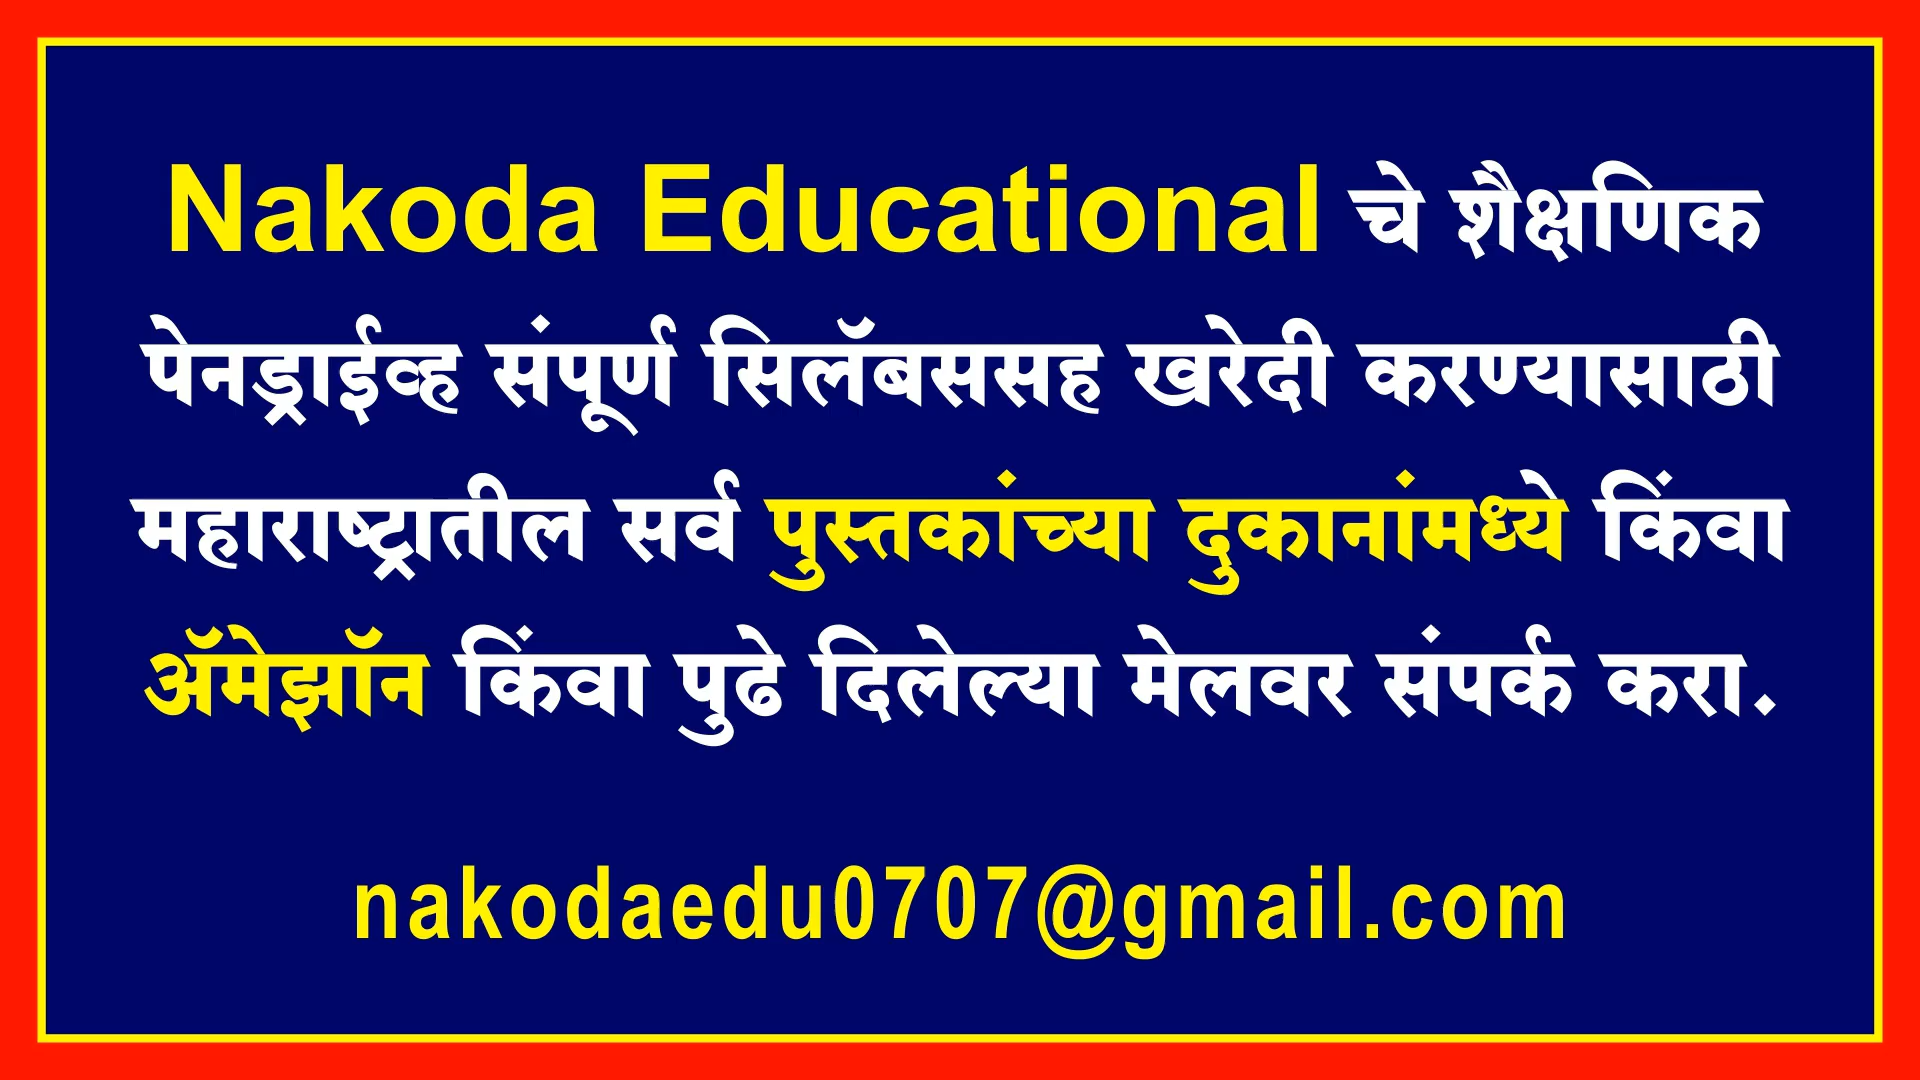 Nakoda Educational चे शैक्षणिक
पेनड्राईव्ह संपूर्ण सिलॅबससह खरेदी करण्यासाठी
महाराष्ट्रातील सर्व पुस्तकांच्या दुकानांमध्ये किंवा
ॲमेझॉन किंवा पुढे दिलेल्या मेलवर संपर्क करा.
nakodaedu0707@gmail.com